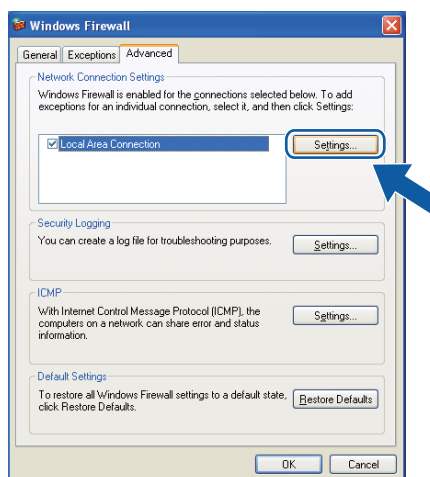 Windows Firewall
General Exceptions Advanced
Network Connection Settings
Windows Firewall is enabled for the connections selected below. To add
exceptions for an individual connection, select it, and then click Settings:
Local Area Connection
Settings...
Security Logging
You can create a log file for troubleshooting purposes.
Settings...
ICMP
With Internet Control Message Protocol (ICMP), the
computers on a network can share error and status
information.
Settings...
Default Settings
To restore all Windows Firewall settings to a default state,
click Restore Defaults.
Restore Defaults
OK Cancel